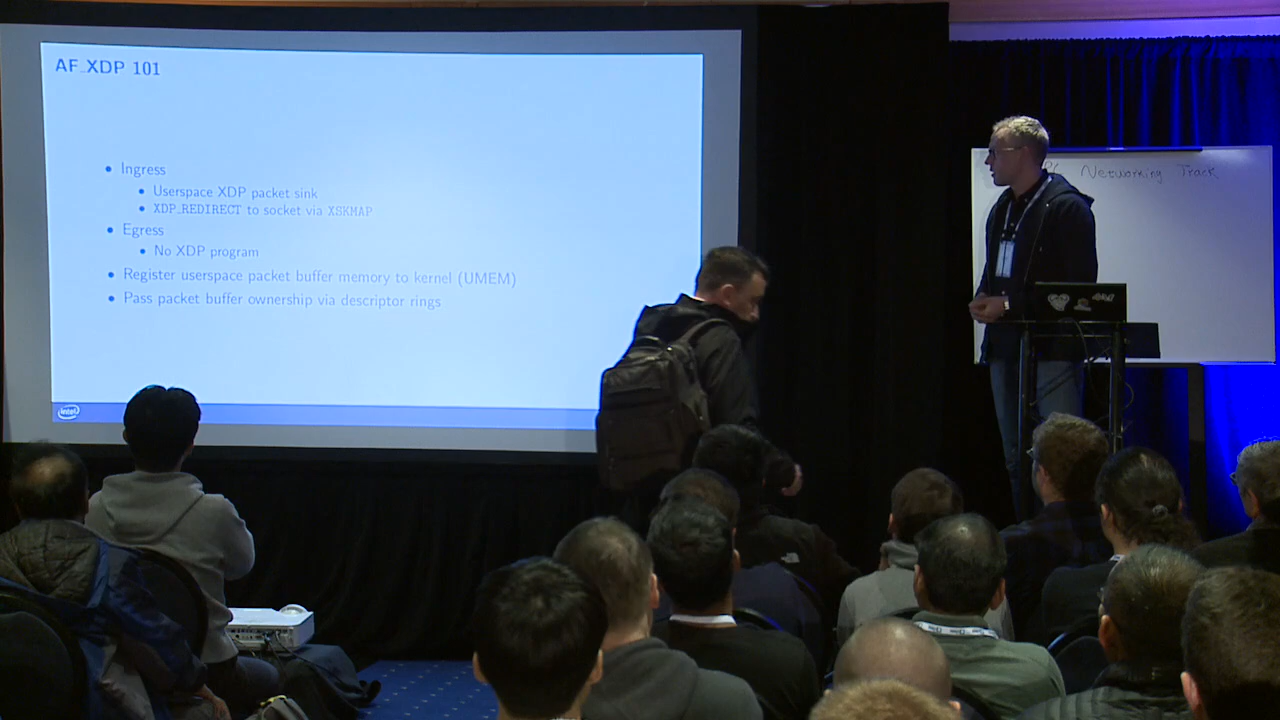 AF_XDP 101
• Ingress
• Userspace XDP packet sink
• XDP_REDIRECT to socket via XSKMAP
• Egress
• No XDP program
• Register userspace packet buffer memory to kernel (UMEM)
• Pass packet buffer ownership via descriptor rings
intel
Networking Track